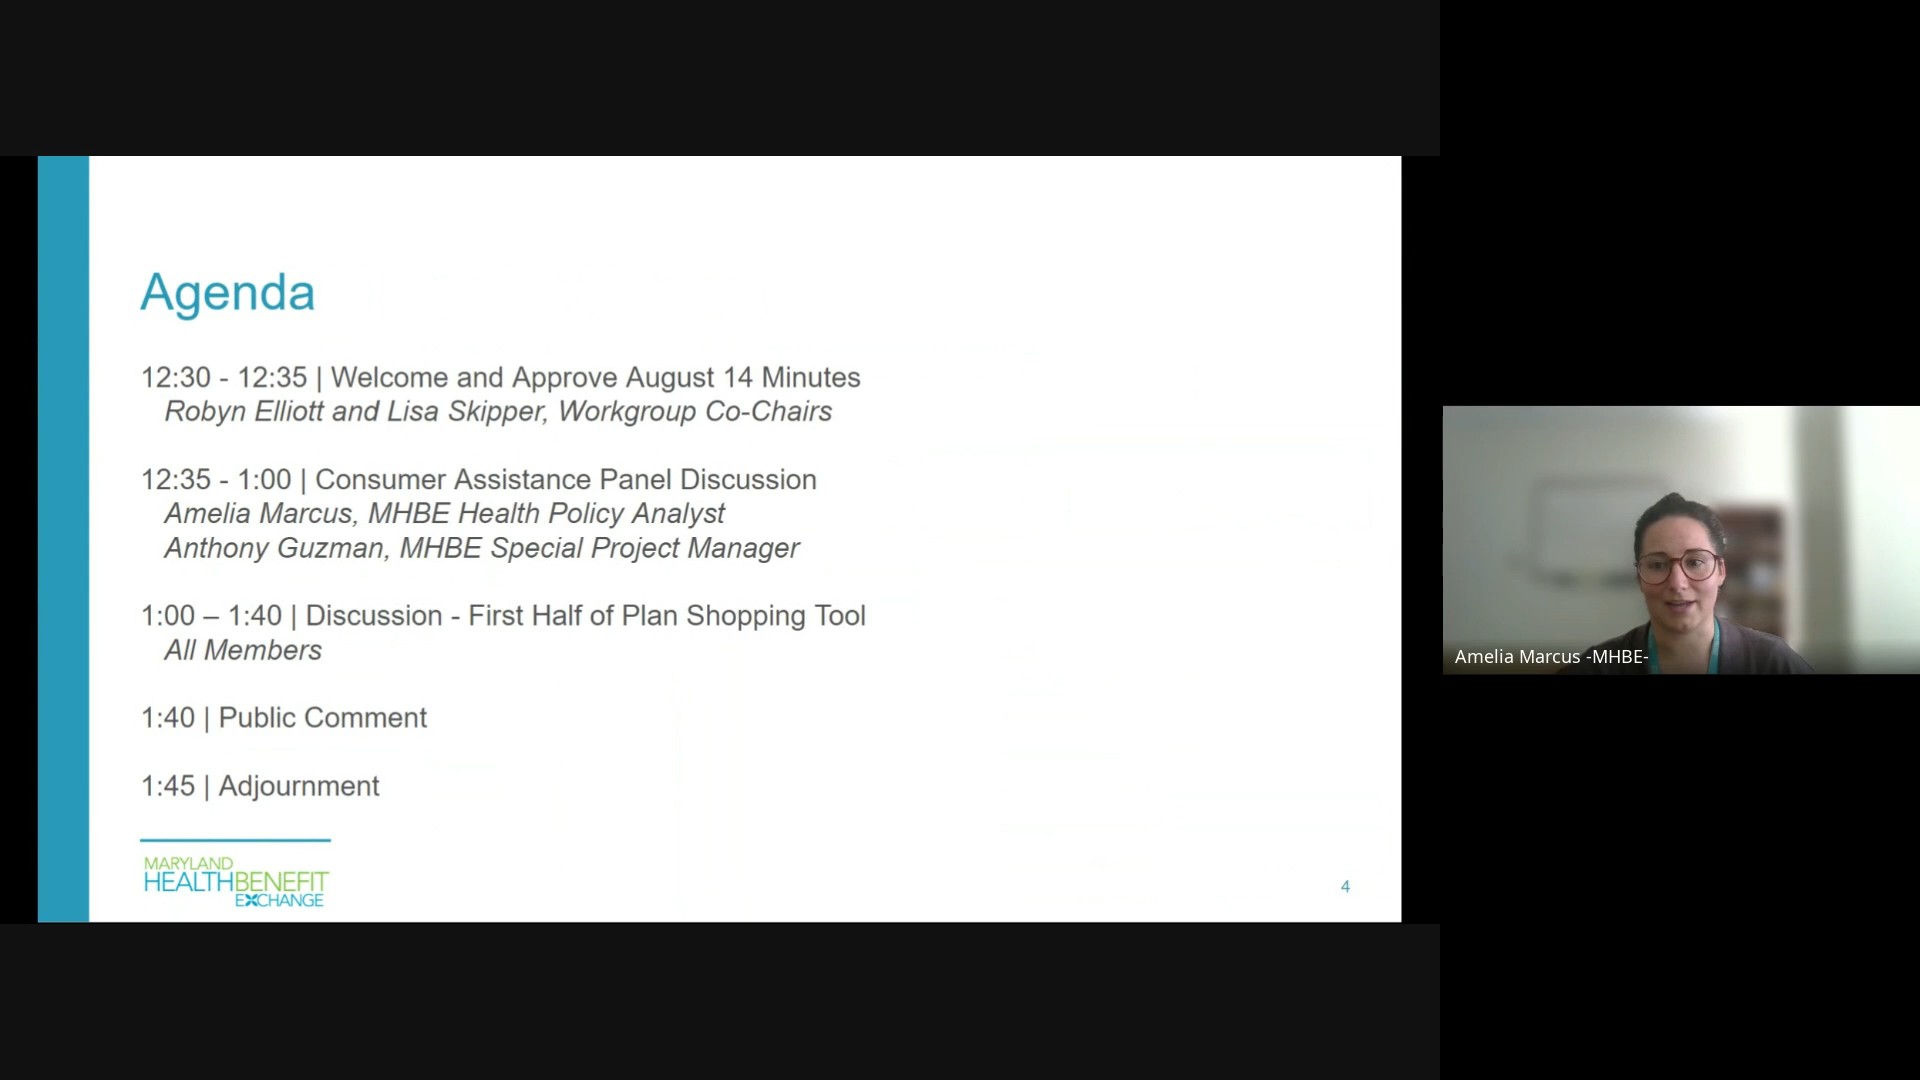 Agenda
12:30 - 12:35 | Welcome and Approve August 14 Minutes
Robyn Elliott and Lisa Skipper, Workgroup Co-Chairs
12:35 - 1:00 | Consumer Assistance Panel Discussion
Amelia Marcus, MHBE Health Policy Analyst
Anthony Guzman, MHBE Special Project Manager
1:00 – 1:40 | Discussion - First Half of Plan Shopping Tool
All Members
1:40 | Public Comment
1:45 | Adjournment
MARYLAND
HEALTHBENEFIT
EXCHANGE
4
Amelia Marcus -MHBE-